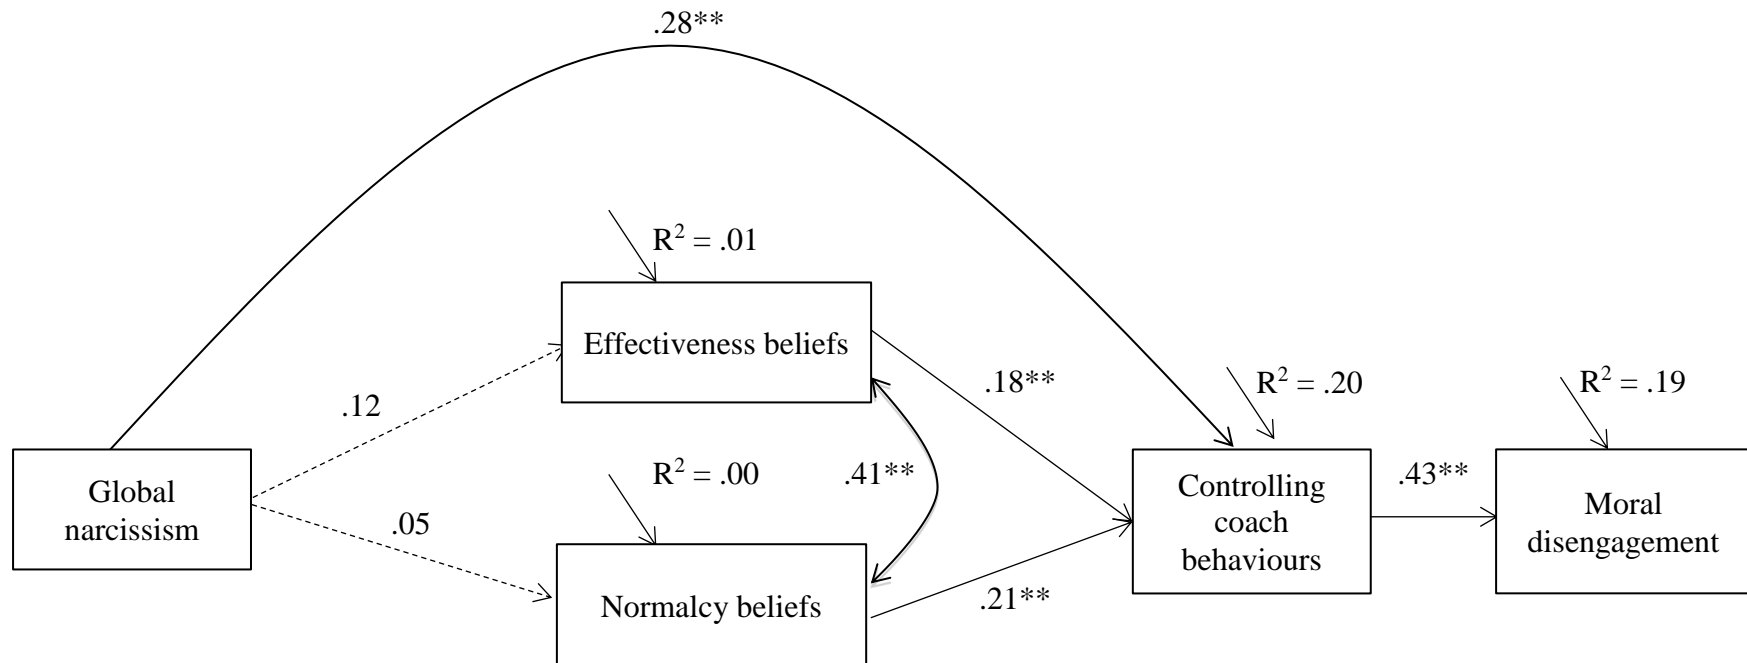 .28**
R² = .01
Effectiveness beliefs
.12
.18**
R² = .20
R² = .19
Global
narcissism
.05
R² = .00
.41**
Normalcy beliefs
.21**
Controlling
coach
behaviours
.43**
Moral
disengagement